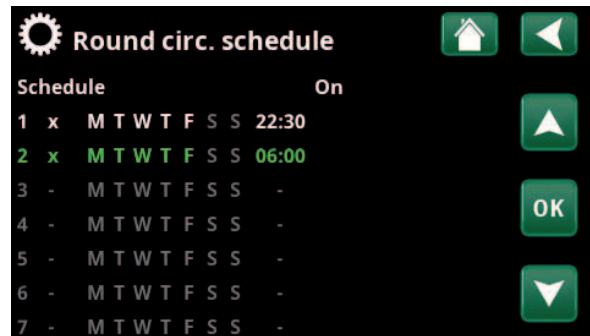 Round circ. schedule
Schedule On
1 x M T W T F S S 22:30
2 x M T W T F S S 06:00
3 - M T W T F S S -
4 - M T W T F S S -
OK
5 - M T W T F S S -
6 - M T W T F S S -
7 - M T W T F S S -